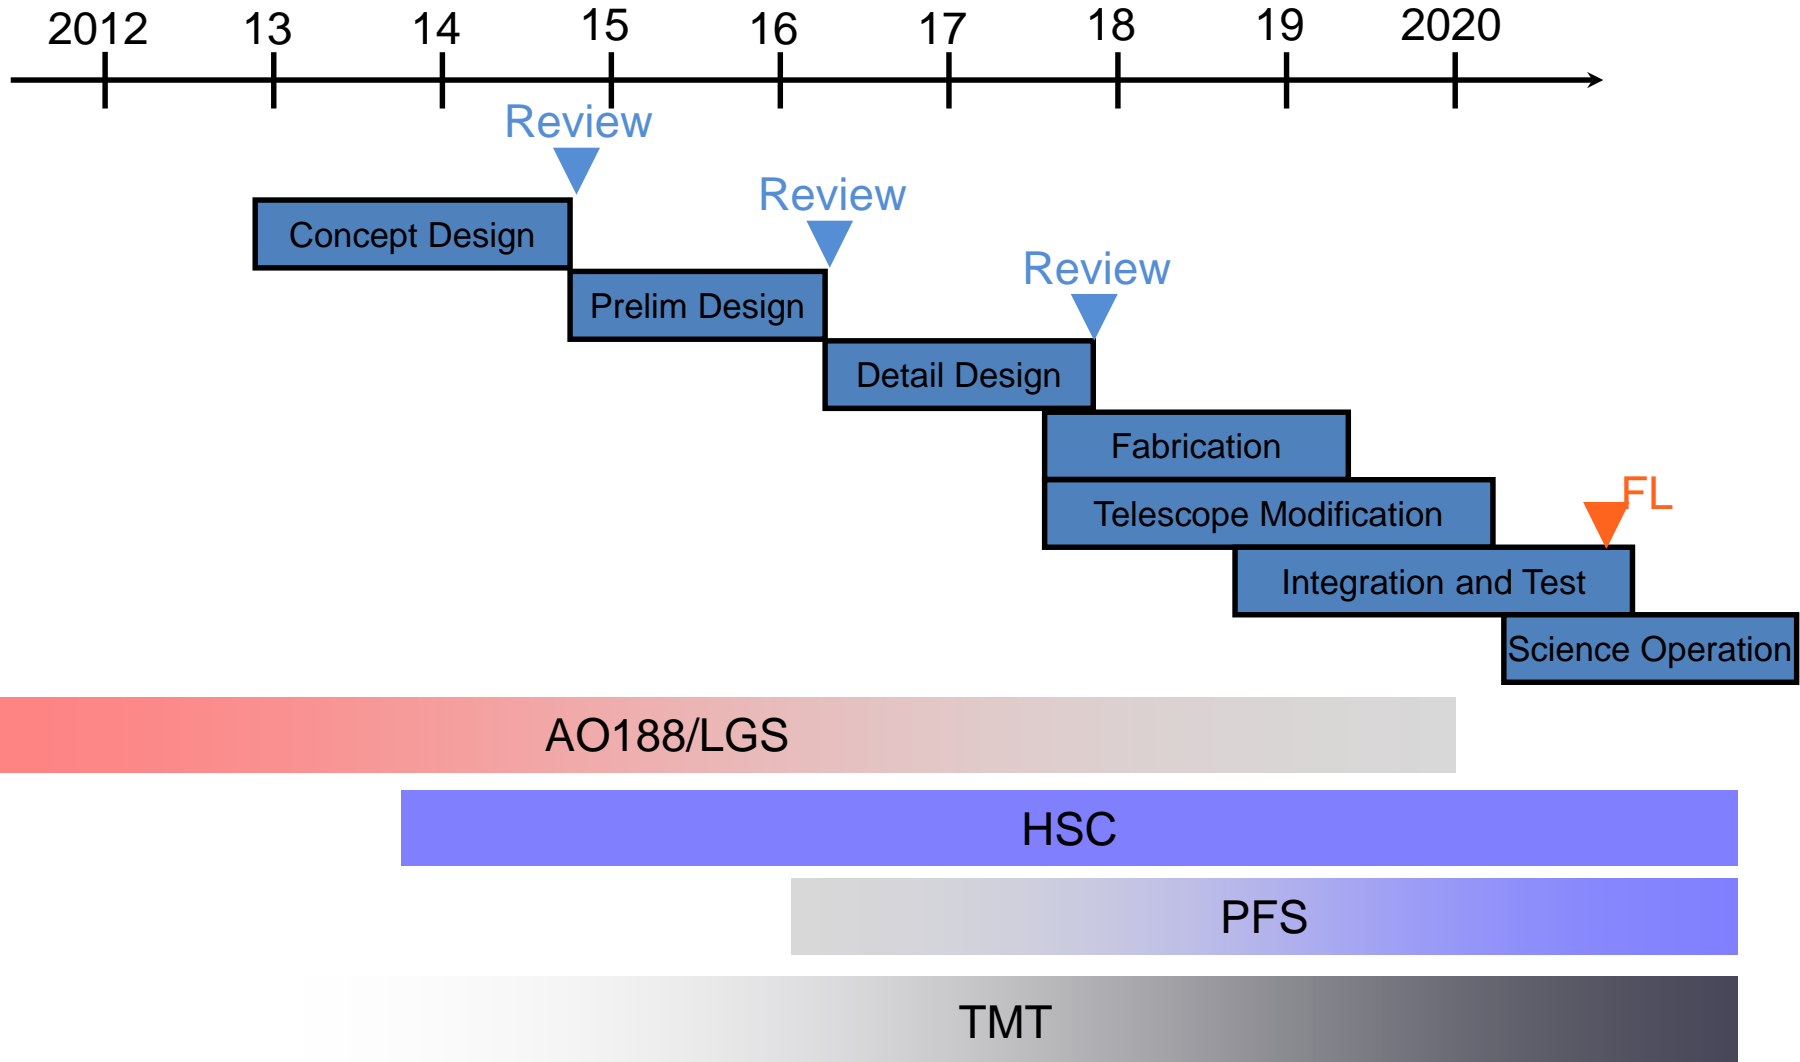 2012 13 14 15 16 17 18 19 2020
Review
Review
Review
Concept Design
Prelim Design
Detail Design
Fabrication
Telescope Modification
FL
Integration and Test
Science Operation
AO188/LGS
HSC
PFS
TMT